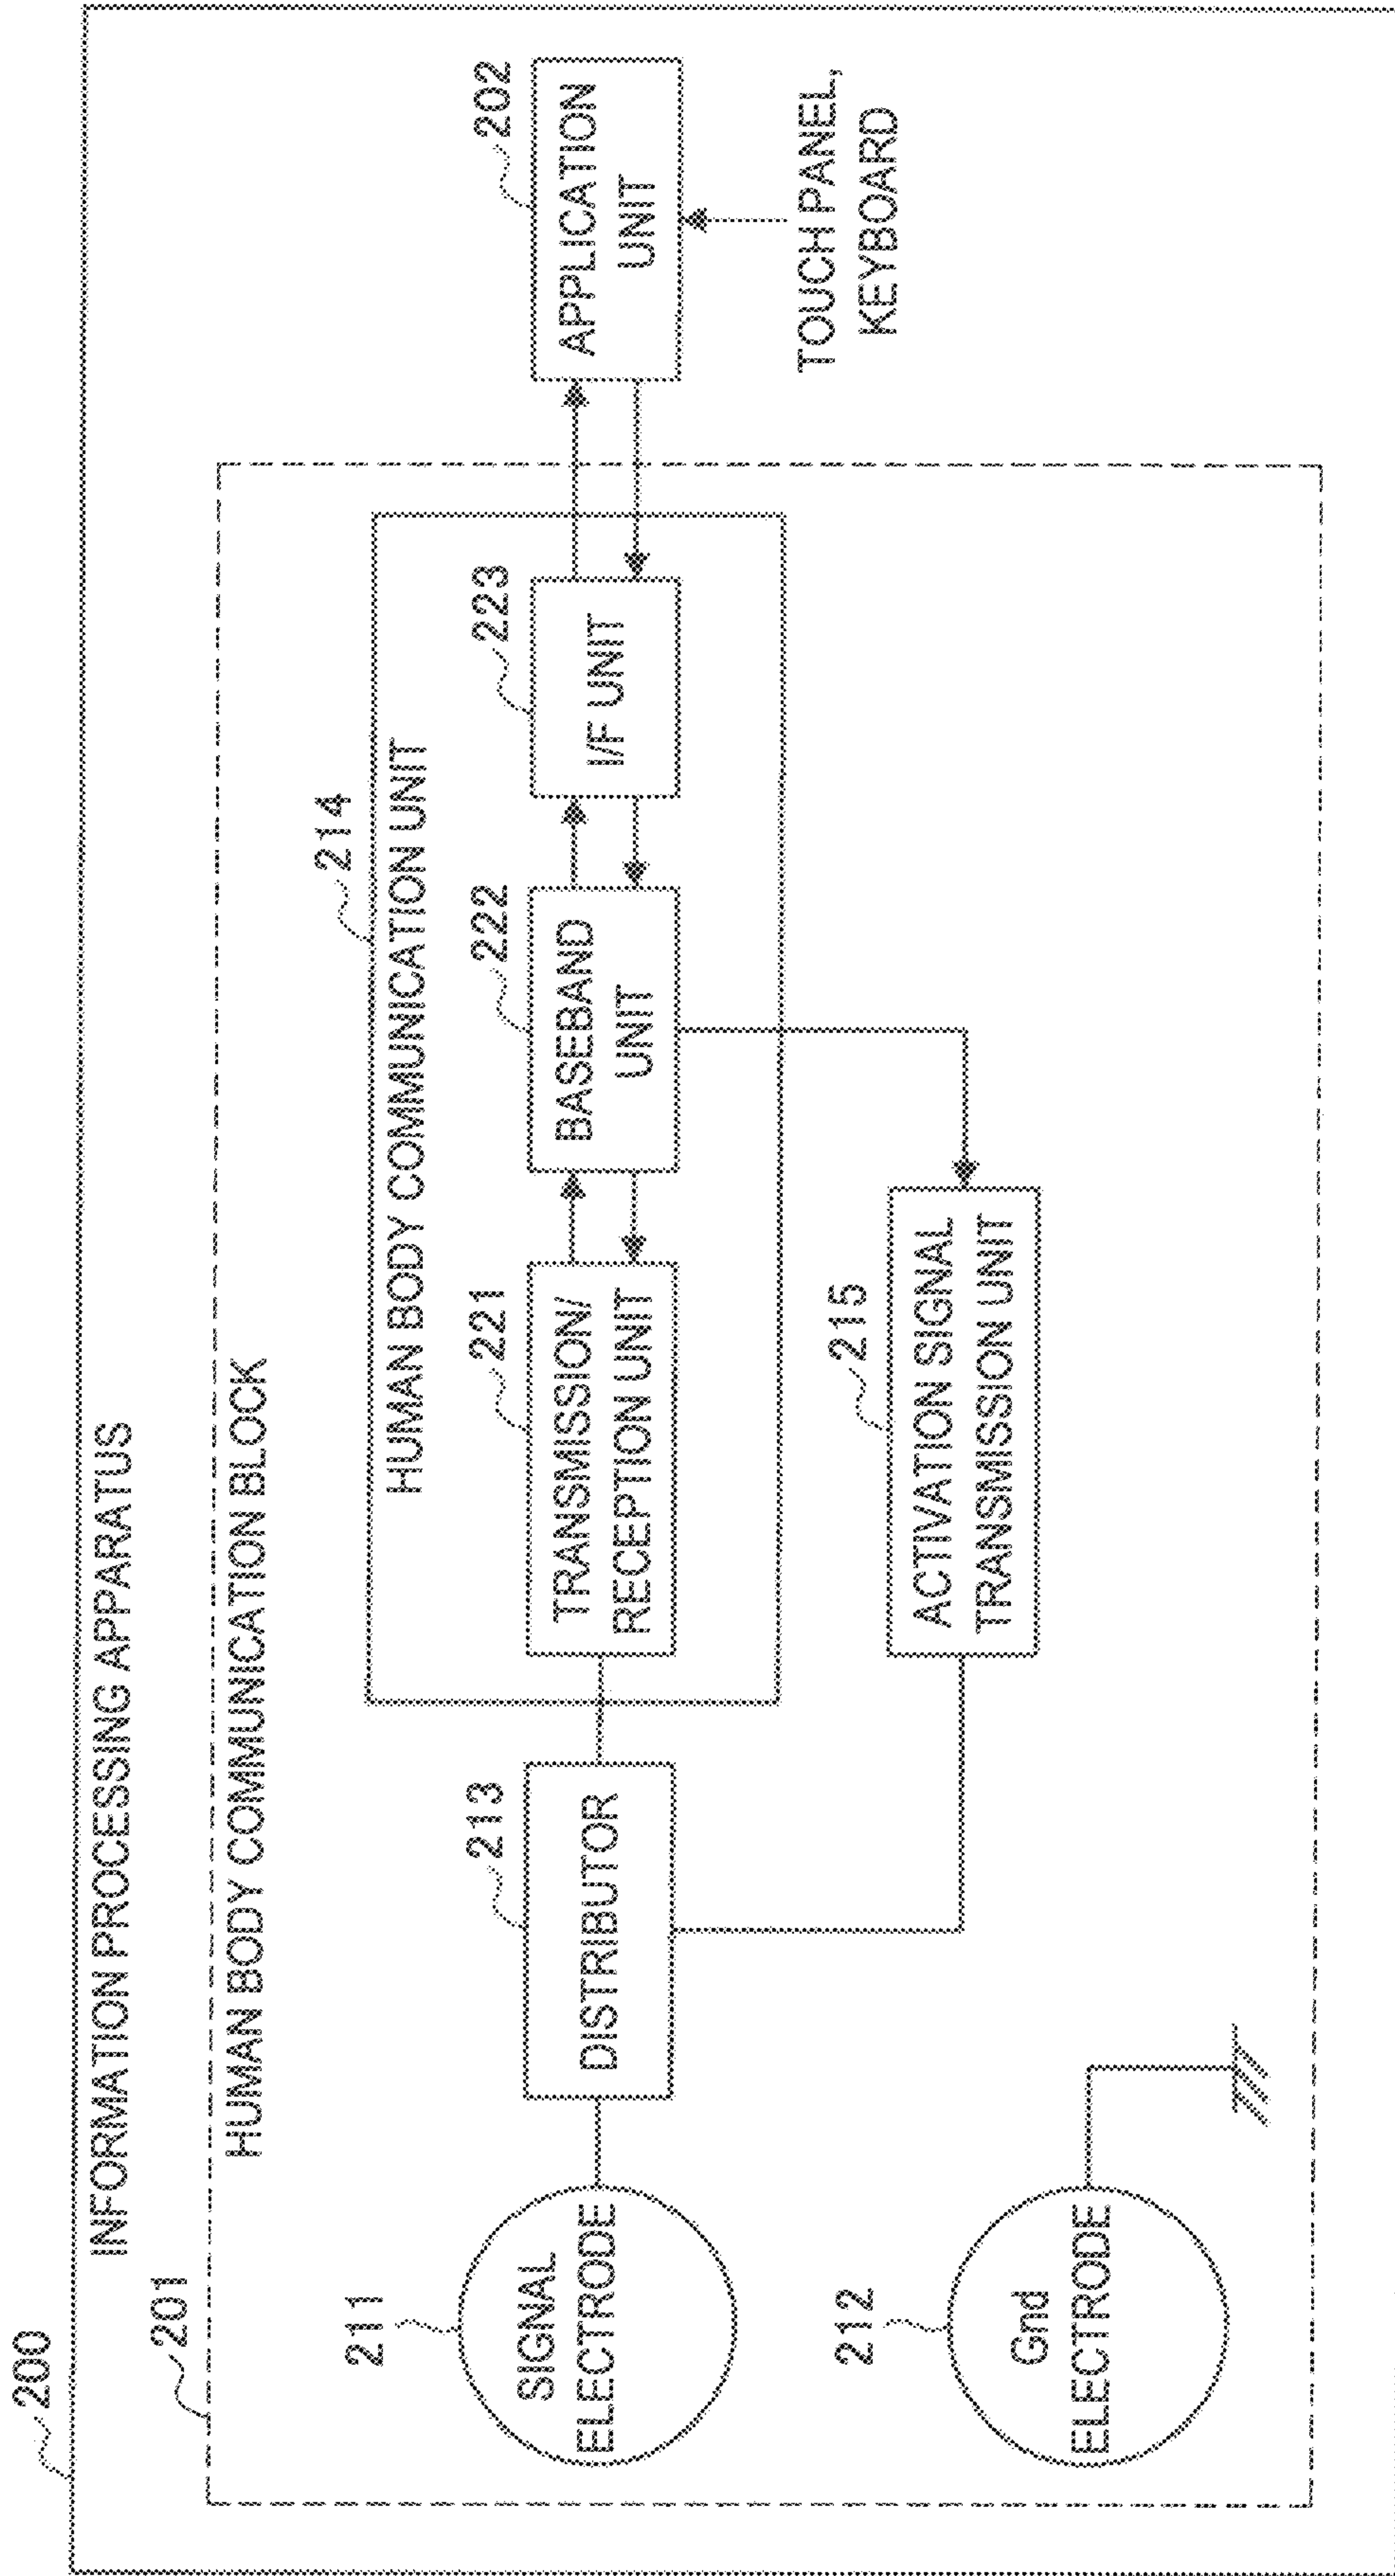 200
INFORMATION PROCESSING APPARATUS
201
HUMAN BODY COMMUNICATION BLOCK
214
HUMAN BODY COMMUNICATION UNIT
211
SIGNAL
ELECTRODE
213
DISTRIBUTOR
221
TRANSMISSION/
RECEPTION UNIT
222
BASEBAND
UNIT
223
I/F UNIT
202
APPLICATION
UNIT
TOUCH PANEL,
KEYBOARD
212
Gnd
ELECTRODE
215
ACTIVATION SIGNAL
TRANSMISSION UNIT